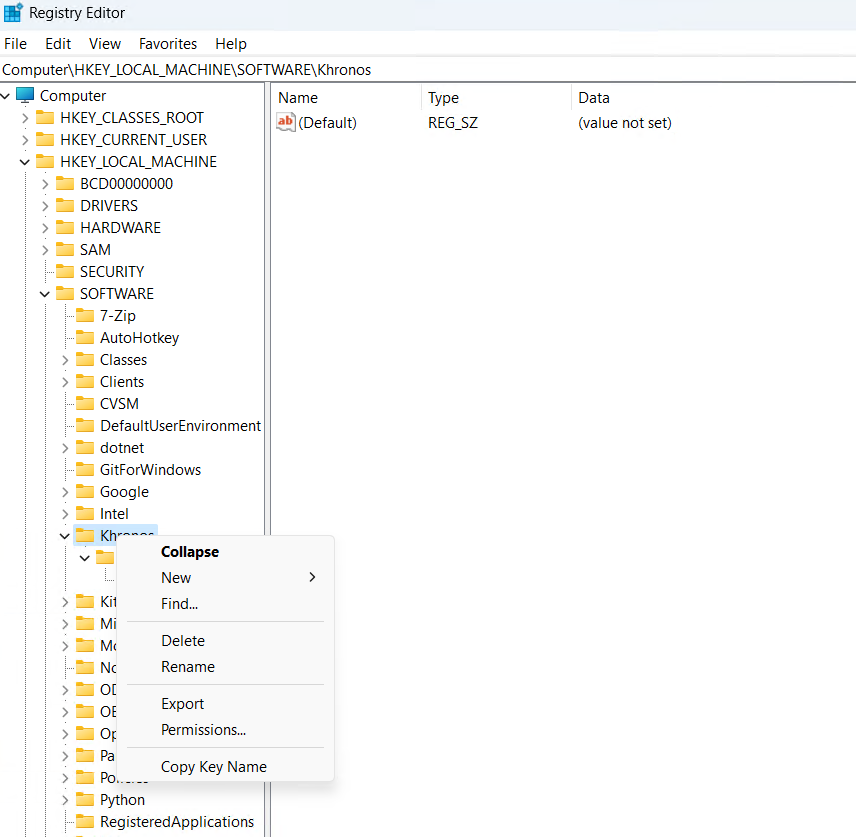 Registry Editor
File Edit View Favorites Help
Computer\HKEY_LOCAL_MACHINE\SOFTWARE\Khronos
Name Type Data
ab (Default) REG_SZ (value not set)
Computer
HKEY_CLASSES_ROOT
HKEY_CURRENT_USER
HKEY_LOCAL_MACHINE
BCD00000000
DRIVERS
HARDWARE
SAM
SECURITY
SOFTWARE
7-Zip
AutoHotkey
Classes
Clients
CVSM
DefaultUserEnvironment
dotnet
GitForWindows
Google
Intel
Khronos
Collapse
New
Find...
Delete
Rename
Export
Permissions...
Copy Key Name
Kit
Mi
No
OD
Op
Pa
Policies
Python
RegisteredApplications